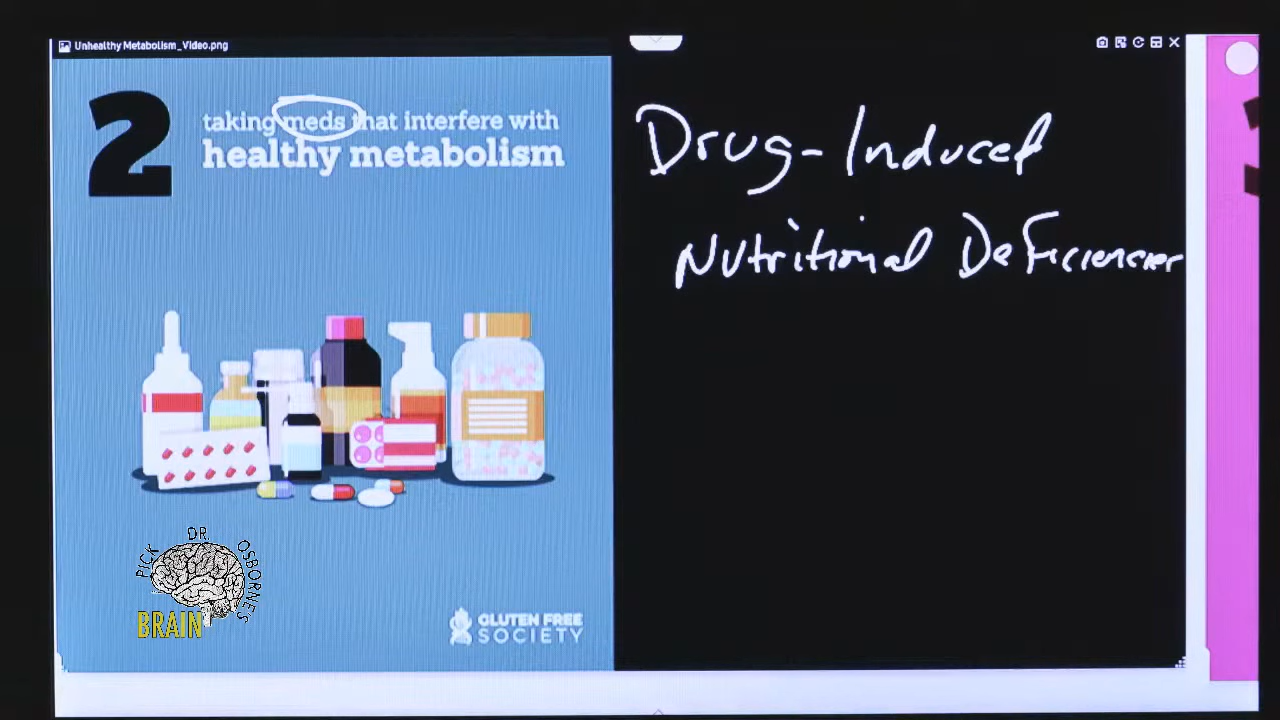 Unhealthy Metabolism_Video.png
2
taking meds that interfere with
healthy metabolism
Drug-Induced
Nutritional Deficiencies
PICK DR OSBORNES
BRAIN
GLUTEN FREE
SOCIETY